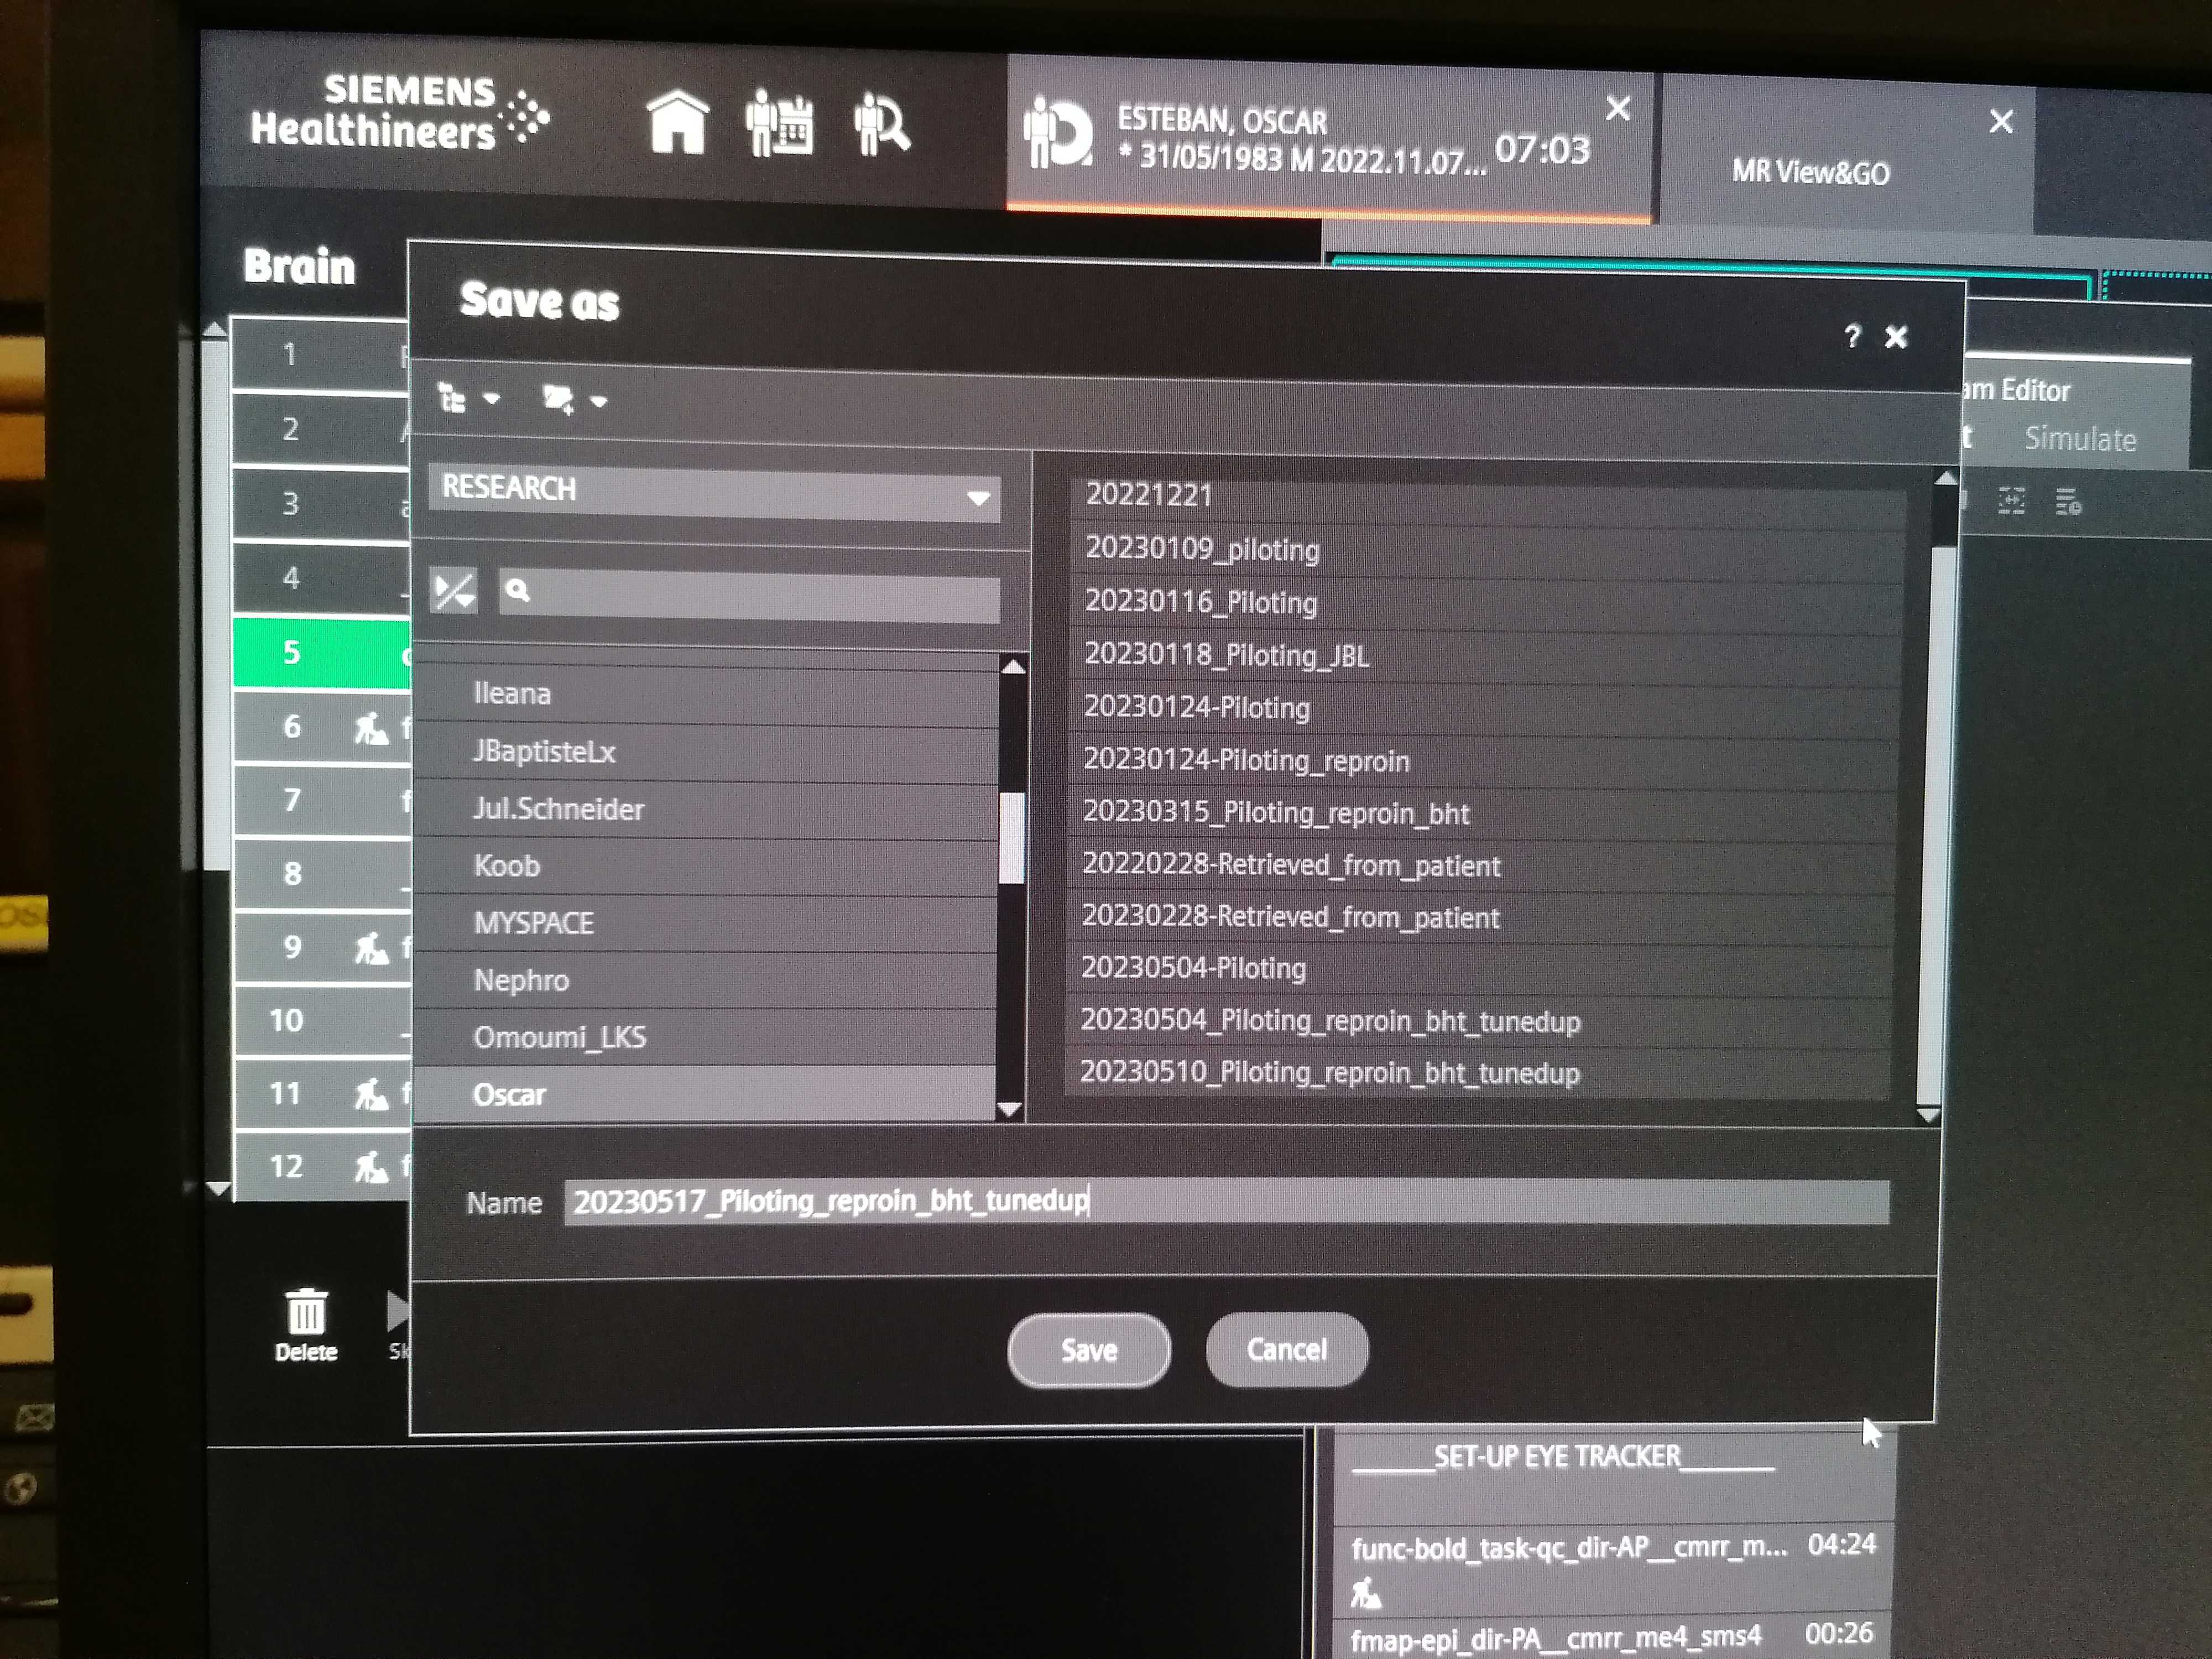 SIEMENS
Healthineers
ESTEBAN, OSCAR
* 31/05/1983 M 2022.11.07... 07:03
MR View&GO
Brain
Save as
?
am Editor
t Simulate
RESEARCH
1
2
3
4
5
6
7
8
9
10
11
12
Ileana
JBaptisteLx
Jul.Schneider
Koob
MYSPACE
Nephro
Omoumi_LKS
Oscar
20221221
20230109_piloting
20230116_Piloting
20230118_Piloting_JBL
20230124-Piloting
20230124-Piloting_reproin
20230315_Piloting_reproin_bht
20220228-Retrieved_from_patient
20230228-Retrieved_from_patient
20230504-Piloting
20230504_Piloting_reproin_bht_tunedup
20230510_Piloting_reproin_bht_tunedup
Name 20230517_Piloting_reproin_bht_tunedup
Save Cancel
Delete
Sk
______SET-UP EYE TRACKER_______
func-bold_task-qc_dir-AP__cmrr_m... 04:24
fmap-epi_dir-PA__cmrr_me4_sms4 00:26